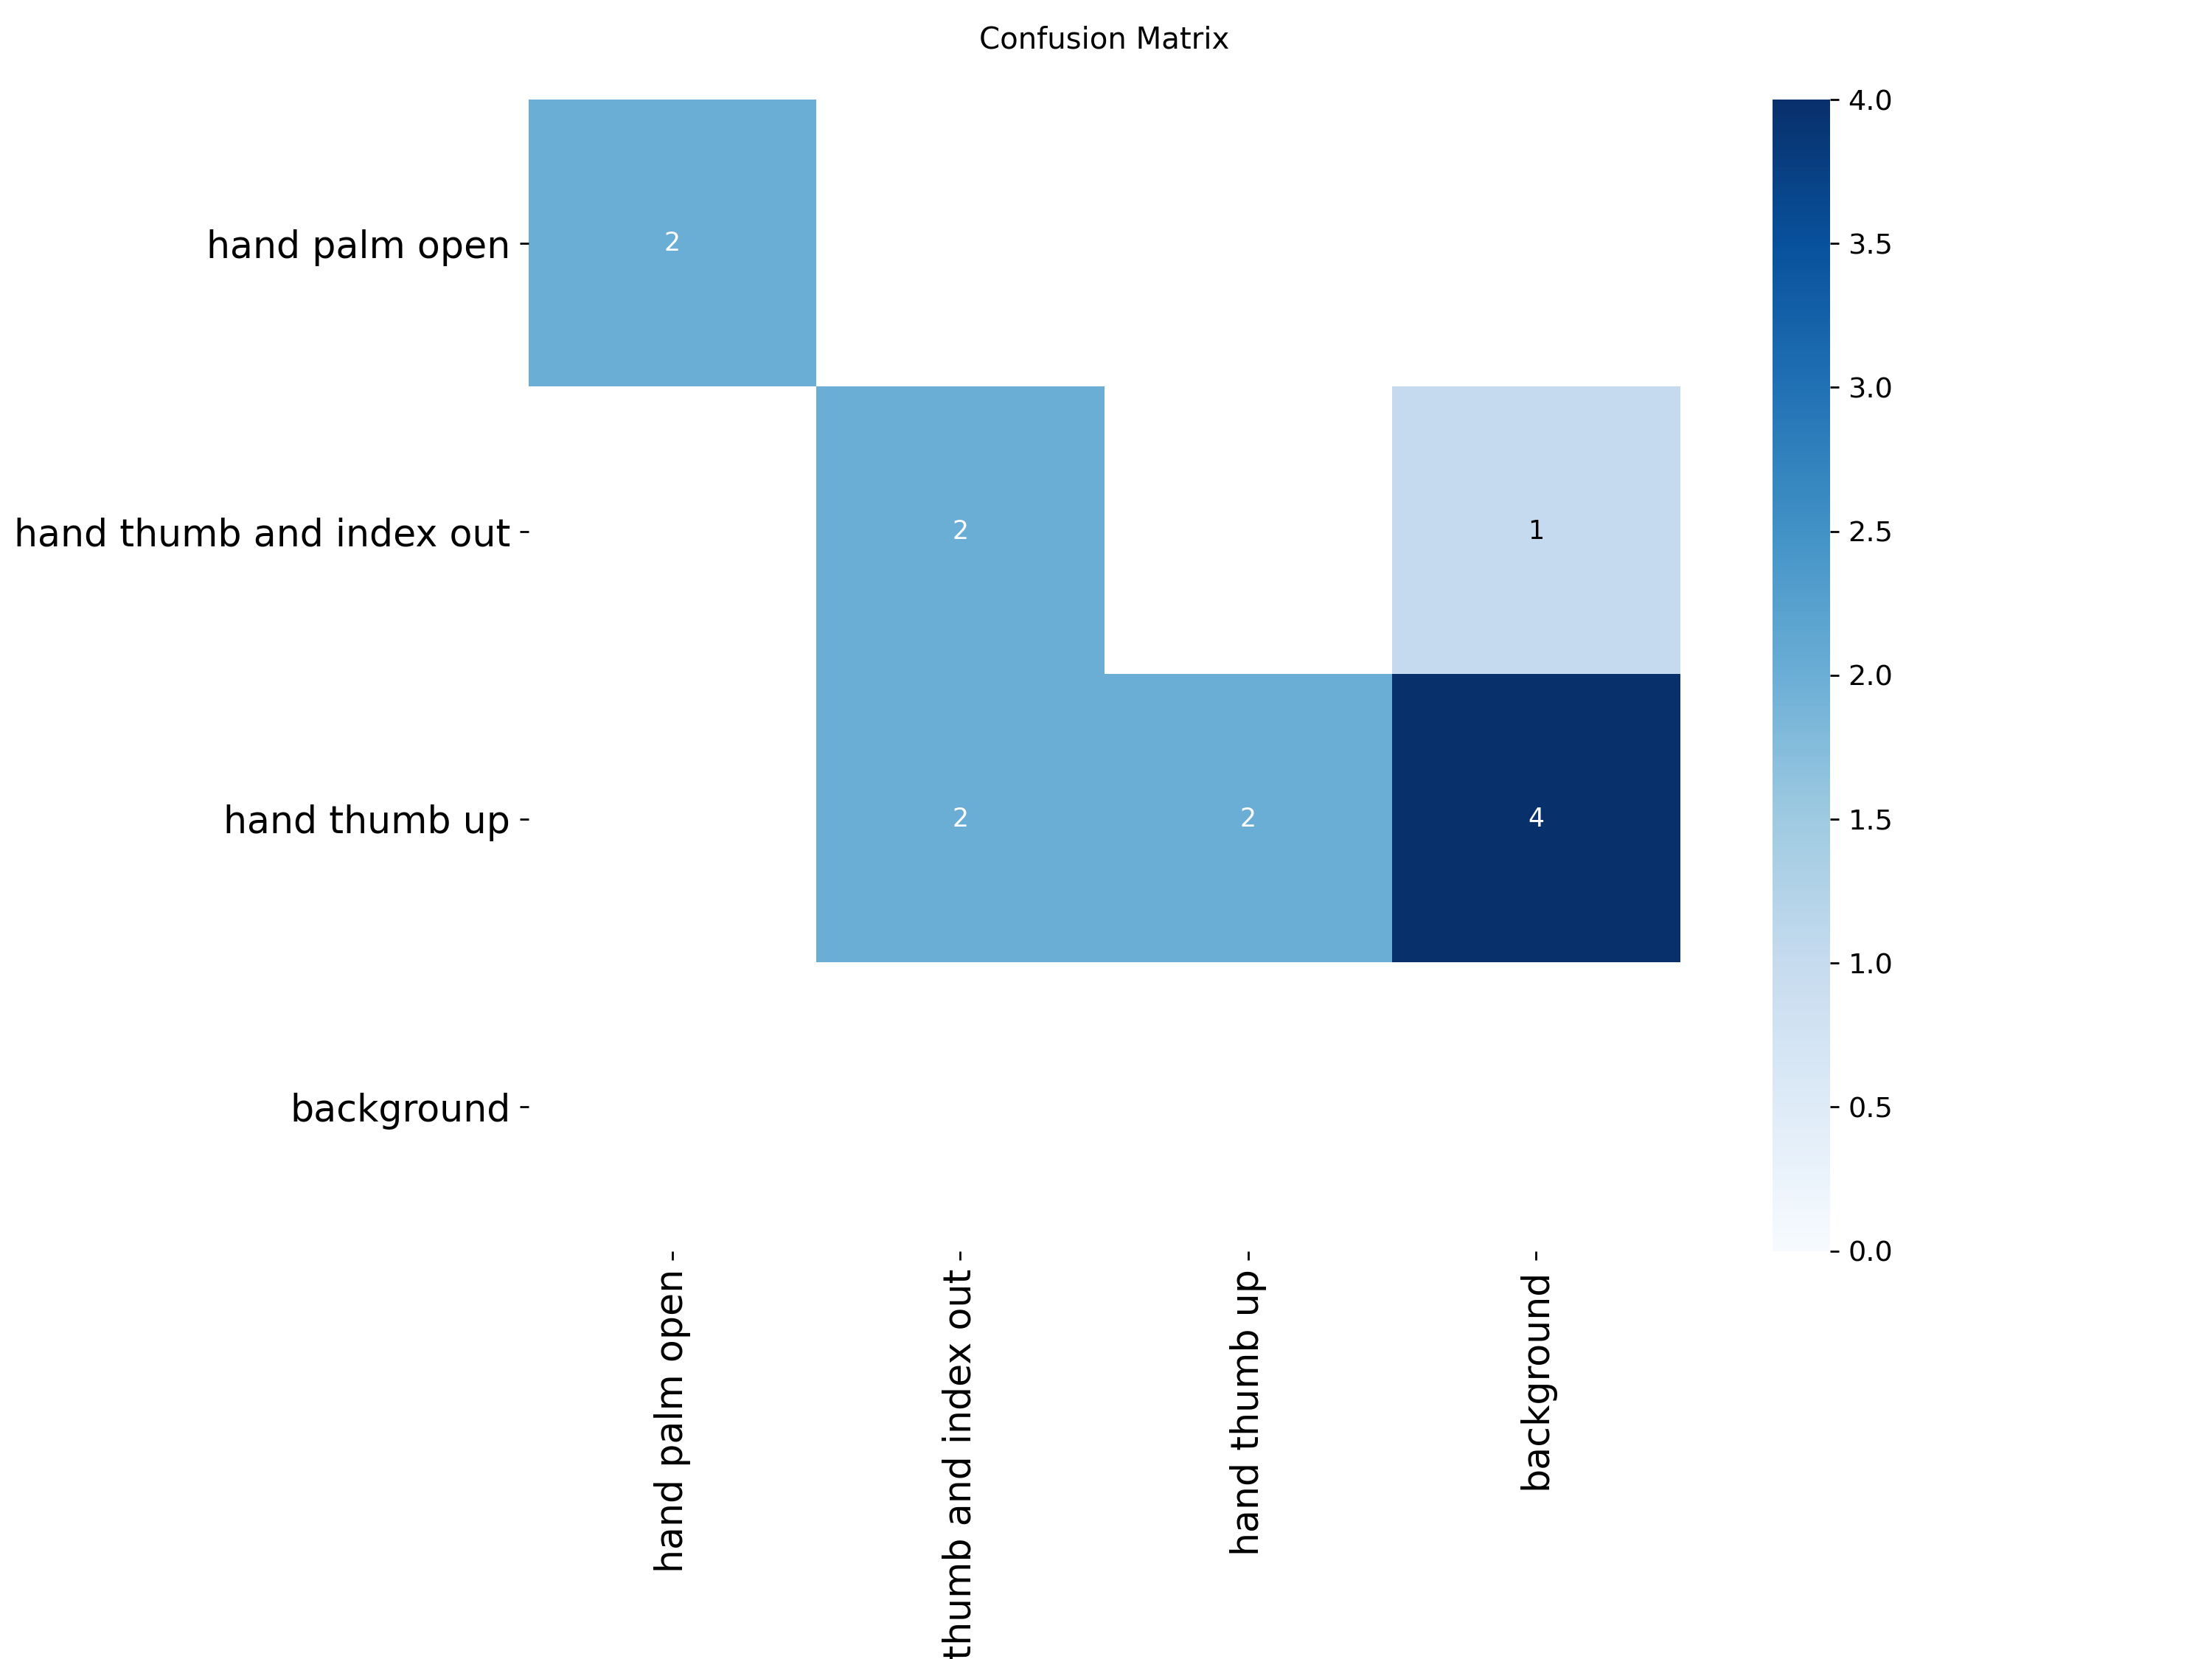 Confusion Matrix
hand palm open
hand thumb and index out
hand thumb up
background
2
2
1
2
2
4
hand palm open
thumb and index out
hand thumb up
background
4.0
3.5
3.0
2.5
2.0
1.5
1.0
0.5
0.0